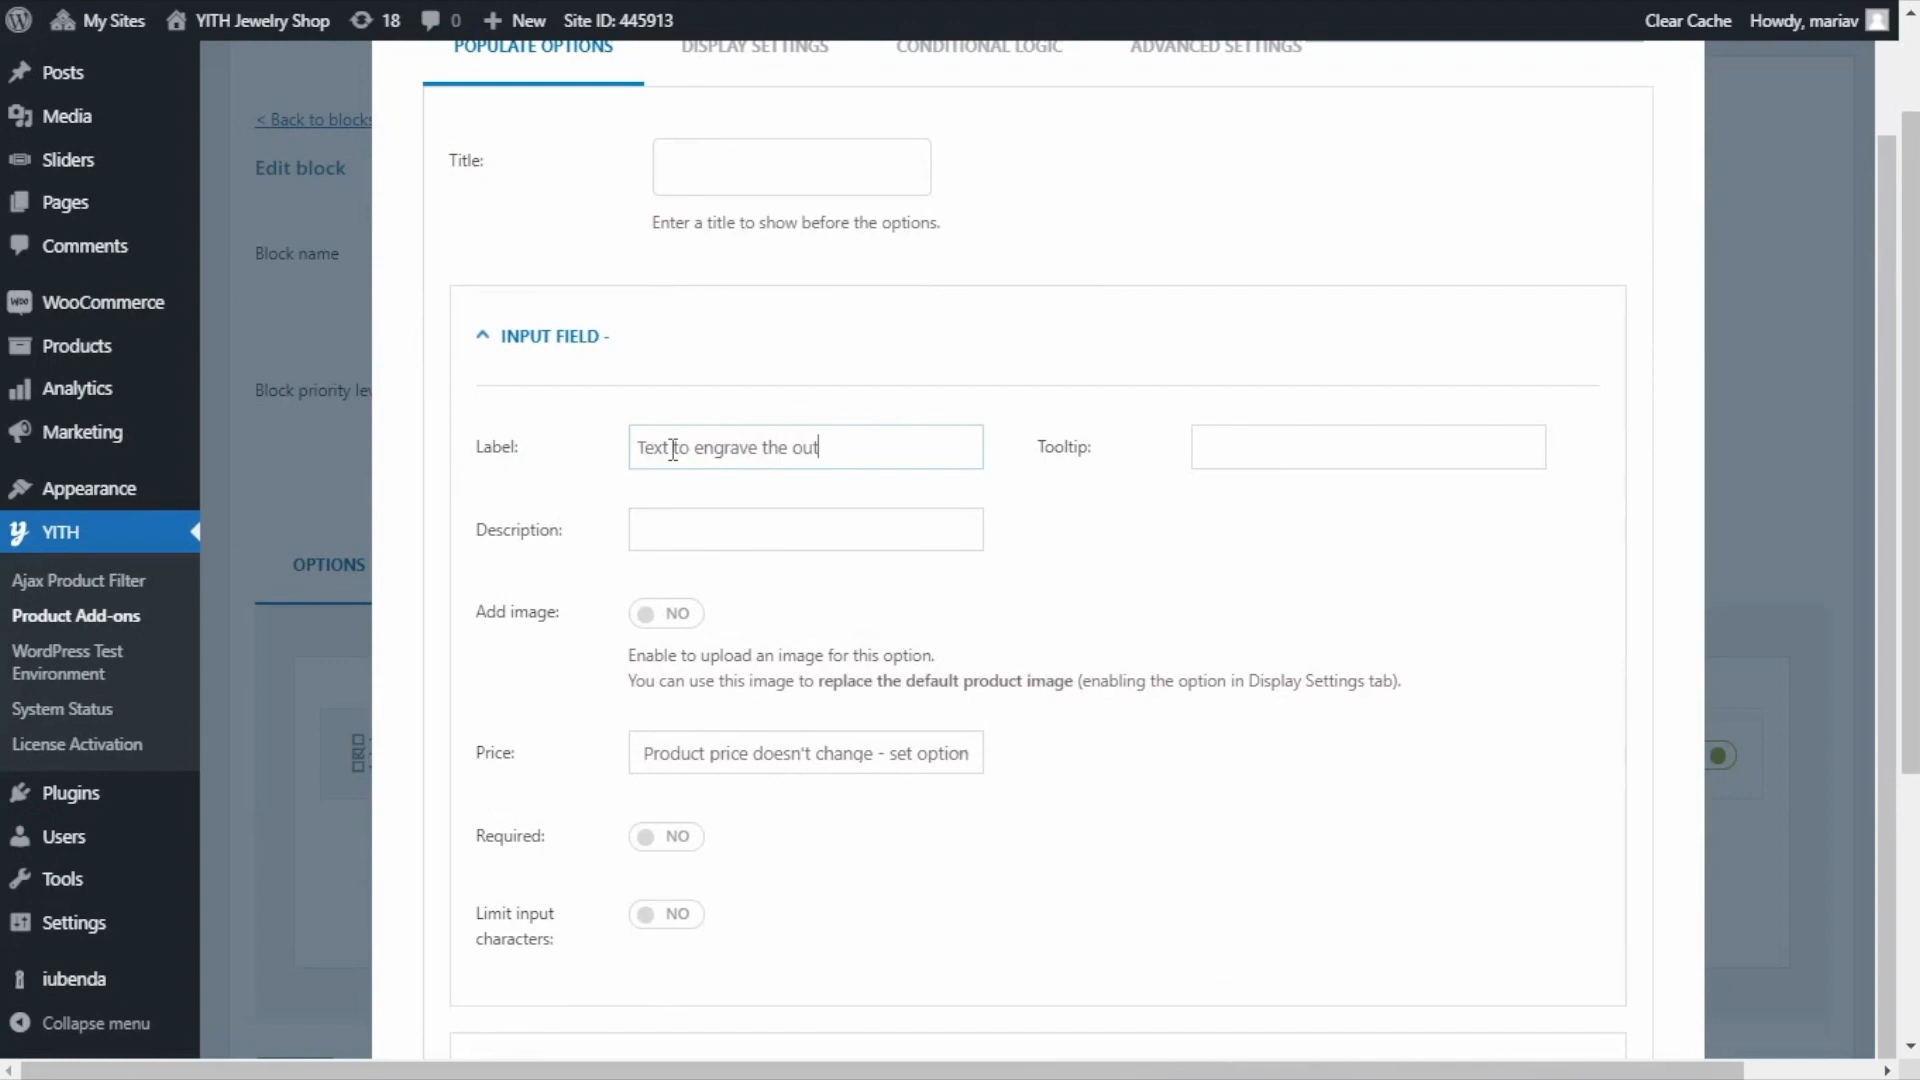 My Sites YITH Jewelry Shop 18 0 New Site ID: 445913 Clear Cache Howdy, mariav
POPULATE OPTIONS DISPLAY SETTINGS CONDITIONAL LOGIC ADVANCED SETTINGS
Posts
Media
Sliders
Pages
Comments
WooCommerce
Products
Analytics
Marketing
Appearance
YITH
Ajax Product Filter
Product Add-ons
WordPress Test
Environment
System Status
License Activation
Plugins
Users
Tools
Settings
iubenda
Collapse menu
< Back to blocks
Edit block
Block name
Block priority lev
OPTIONS
Title:
Enter a title to show before the options.
INPUT FIELD -
Label: Text to engrave the out Tooltip:
Description:
Add image: NO
Enable to upload an image for this option.
You can use this image to replace the default product image (enabling the option in Display Settings tab).
Price: Product price doesn't change - set option
Required: NO
Limit input NO
characters: